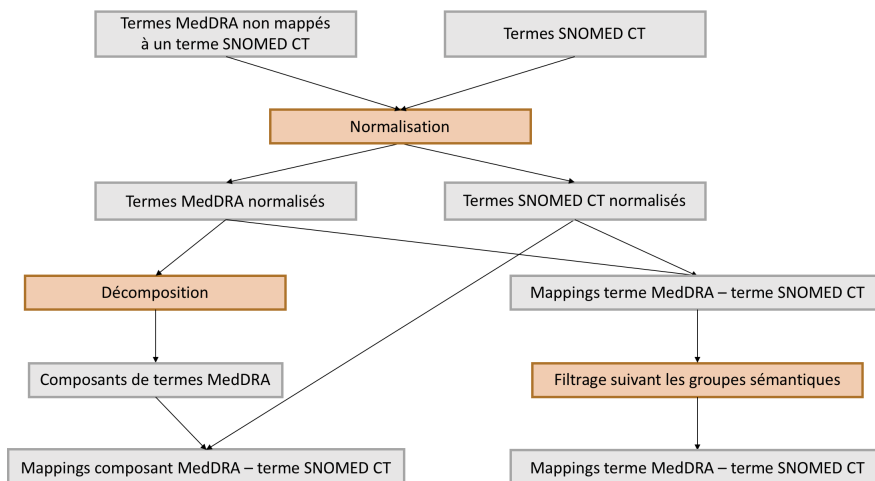 Termes MedDRA non mappés
à un terme SNOMED CT
Termes SNOMED CT
Normalisation
Termes MedDRA normalisés
Termes SNOMED CT normalisés
Décomposition
Mappings terme MedDRA – terme SNOMED CT
Composants de termes MedDRA
Filtrage suivant les groupes sémantiques
Mappings composant MedDRA – terme SNOMED CT
Mappings terme MedDRA – terme SNOMED CT